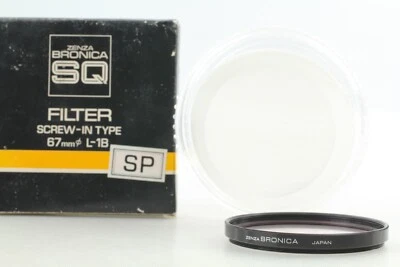 ZENZA
BRONICA
SQ
FILTER
SCREW-IN TYPE
67mmφ L-1B
SP
ZENZA BRONICA JAPAN